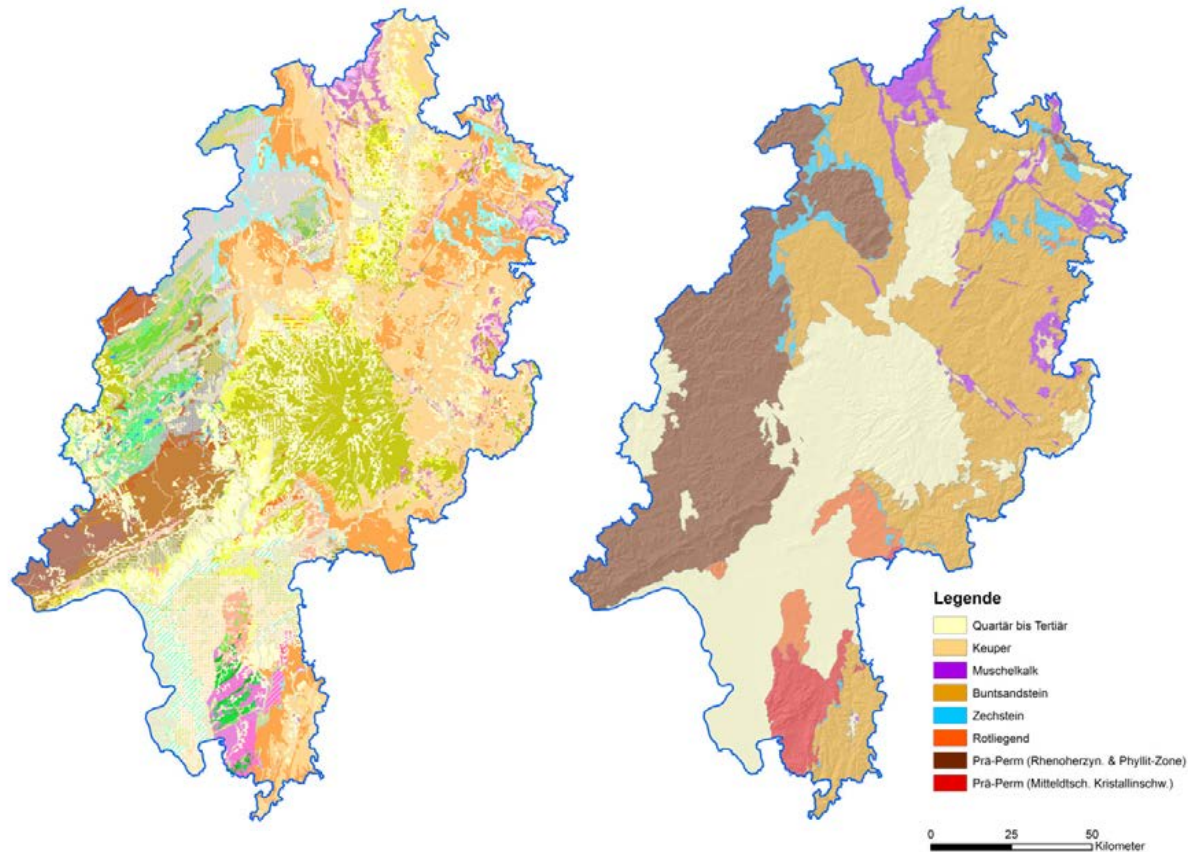 Legende
Quartär bis Tertiär
Keuper
Muschelkalk
Buntsandstein
Zechstein
Rotliegend
Prä-Perm (Rhenoherzyn. & Phyllit-Zone)
Prä-Perm (Mitteldtsch. Kristallinschw.)
0 25 50
Kilometer